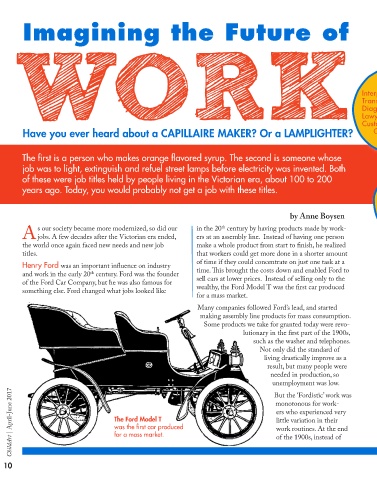 Imagining the Future of
WORK
Have you ever heard about a CAPILLAIRE MAKER? Or a LAMPLIGHTER?
The first is a person who makes orange flavored syrup. The second is someone whose
job was to light, extinguish and refuel street lamps before electricity was invented. Both
of these were job titles held by people living in the Victorian era, about 100 to 200
years ago. Today, you would probably not get a job with these titles.
by Anne Boysen
As our society became more modernized, so did our
jobs. A few decades after the Victorian era ended,
the world once again faced new needs and new job
titles.
Henry Ford was an important influence on industry
and work in the early 20th century. Ford was the founder
of the Ford Car Company, but he was also famous for
something else. Ford changed what jobs looked like
in the 20th century by having products made by work-
ers at an assembly line. Instead of having one person
make a whole product from start to finish, he realized
that workers could get more done in a shorter amount
of time if they could concentrate on just one task at a
time. This brought the costs down and enabled Ford to
sell cars at lower prices. Instead of selling only to the
wealthy, the Ford Model T was the first car produced
for a mass market.
Many companies followed Ford's lead, and started
making assembly line products for mass consumption.
Some products we take for granted today were revo-
lutionary in the first part of the 1900s,
such as the washer and telephones.
Not only did the standard of
living drastically improve as a
result, but many people were
needed in production, so
unemployment was low.
But the 'Fordistic' work was
monotonous for work-
ers who experienced very
little variation in their
work routines. At the end
of the 1900s, instead of
The Ford Model T
was the first car produced
for a mass market
April-June 2017
10